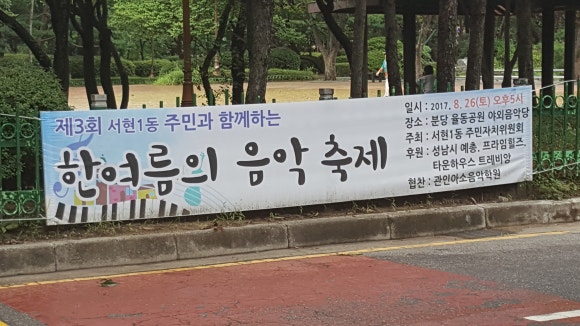 제3회 서현1동 주민과 함께하는
한여름의 음악 축제
일시 : 2017. 8. 26(토) 오후5시
장소 : 분당 율동공원 야외음악당
주최 : 서현1동 주민자치위원회
후원 : 성남시 예총. 프라임힐즈.
타운하우스 트레비앙
협찬 : 관인아소음악학원